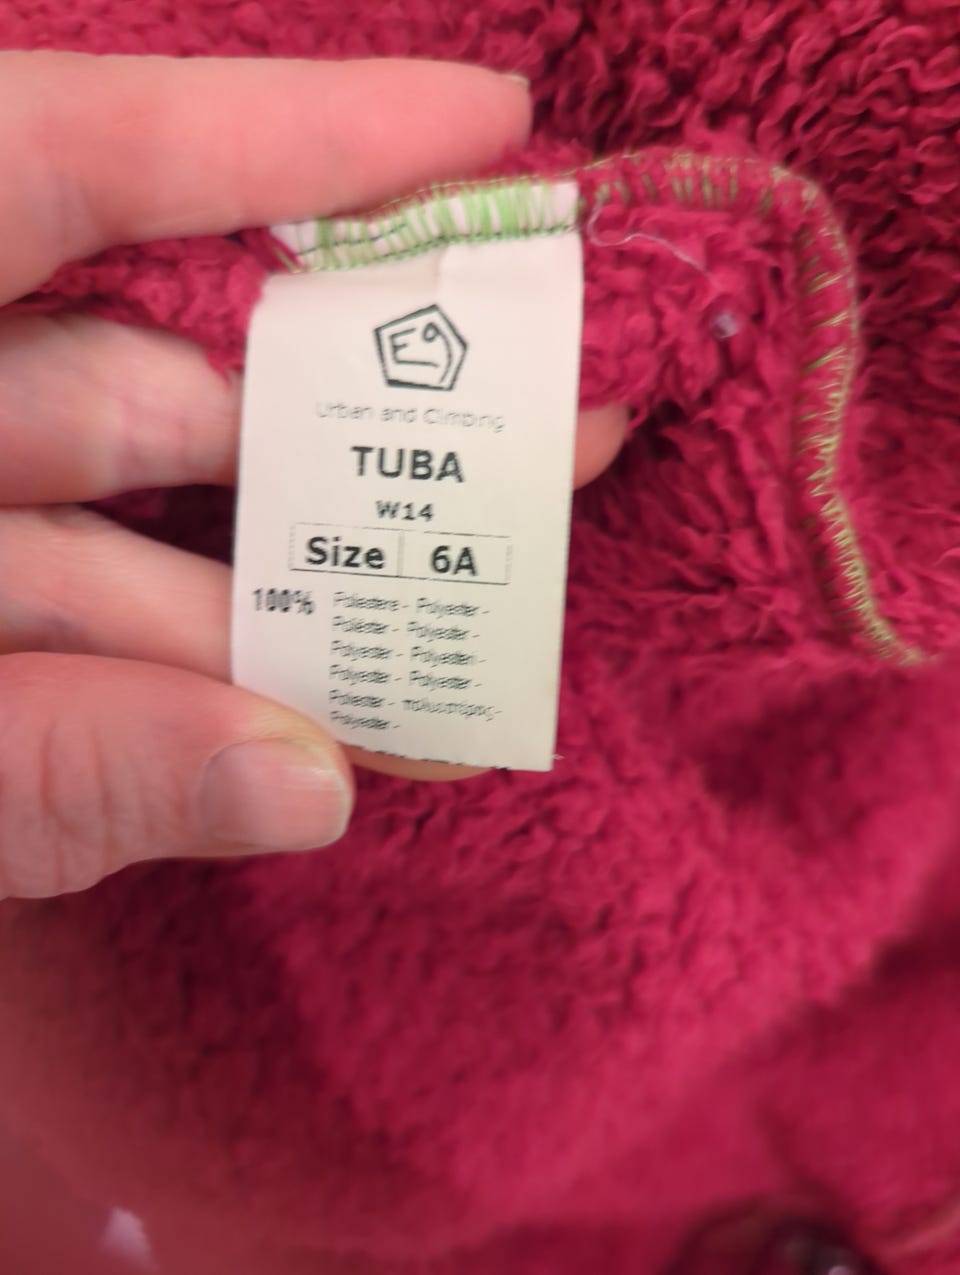 E9
Urban and Climbing
TUBA
W14
Size 6A
100% Poliestere - Polyester -
Poliéster - Polyester -
Polyester - Polyesteri -
Polyester - Polyester -
Poliester - πολυεστέρας -
Polyester -